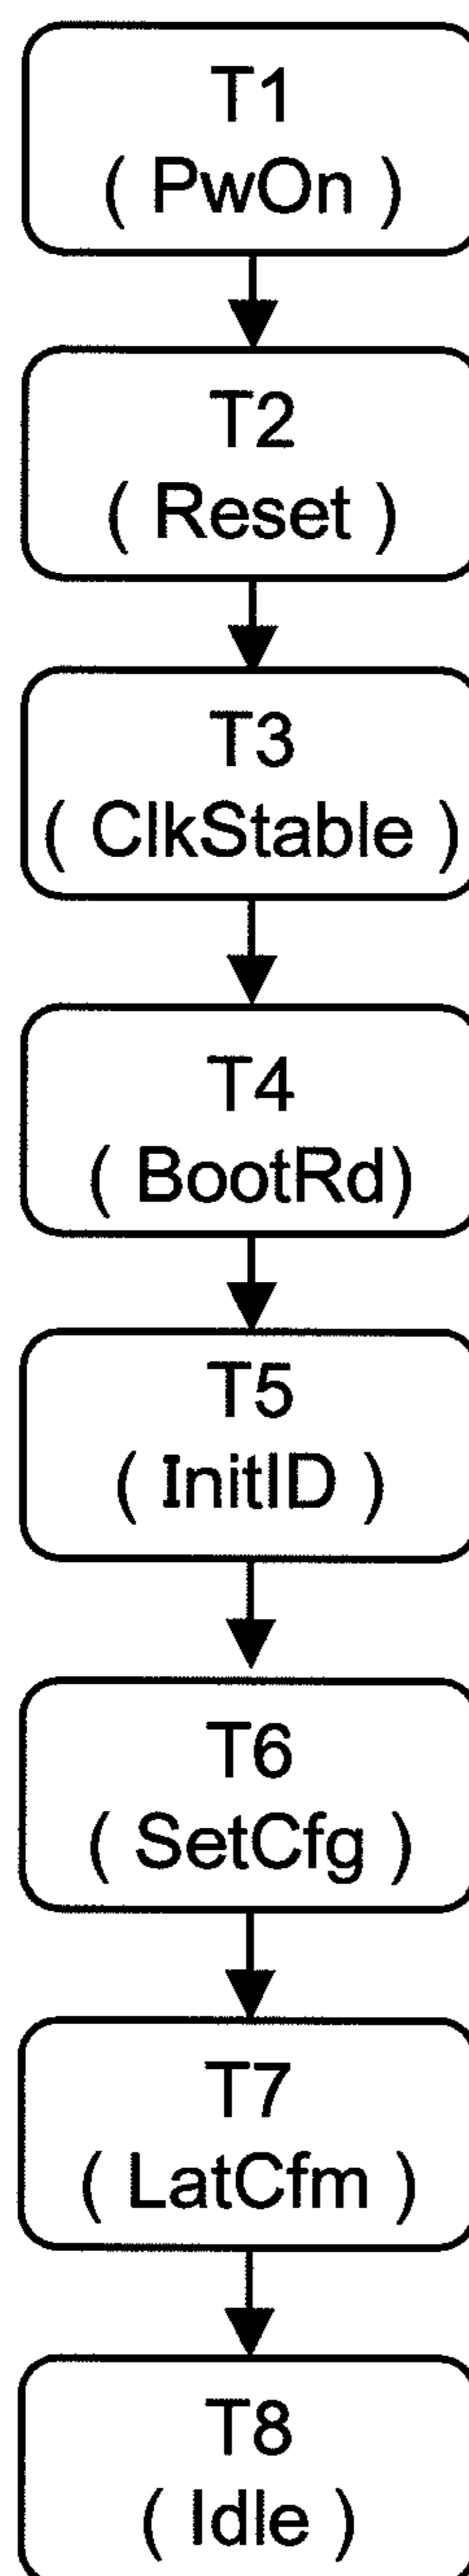 T1
( PwOn )
T2
( Reset )
T3
( ClkStable )
T4
( BootRd)
T5
( InitID )
T6
( SetCfg )
T7
( LatCfm )
T8
( Idle )